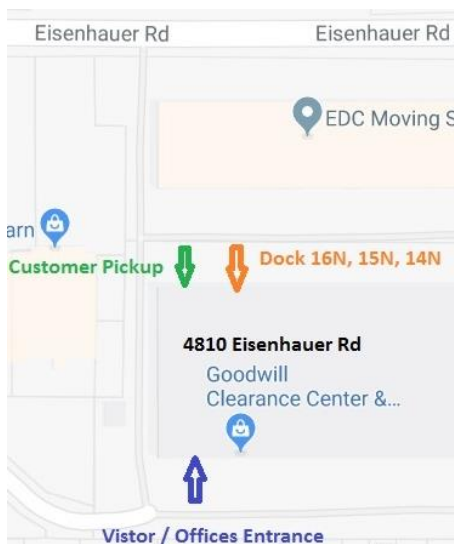 Eisenhauer Rd
Eisenhauer Rd
EDC Moving S
arn
Customer Pickup
Dock 16N, 15N, 14N
4810 Eisenhauer Rd
Goodwill
Clearance Center &...
Vistor / Offices Entrance